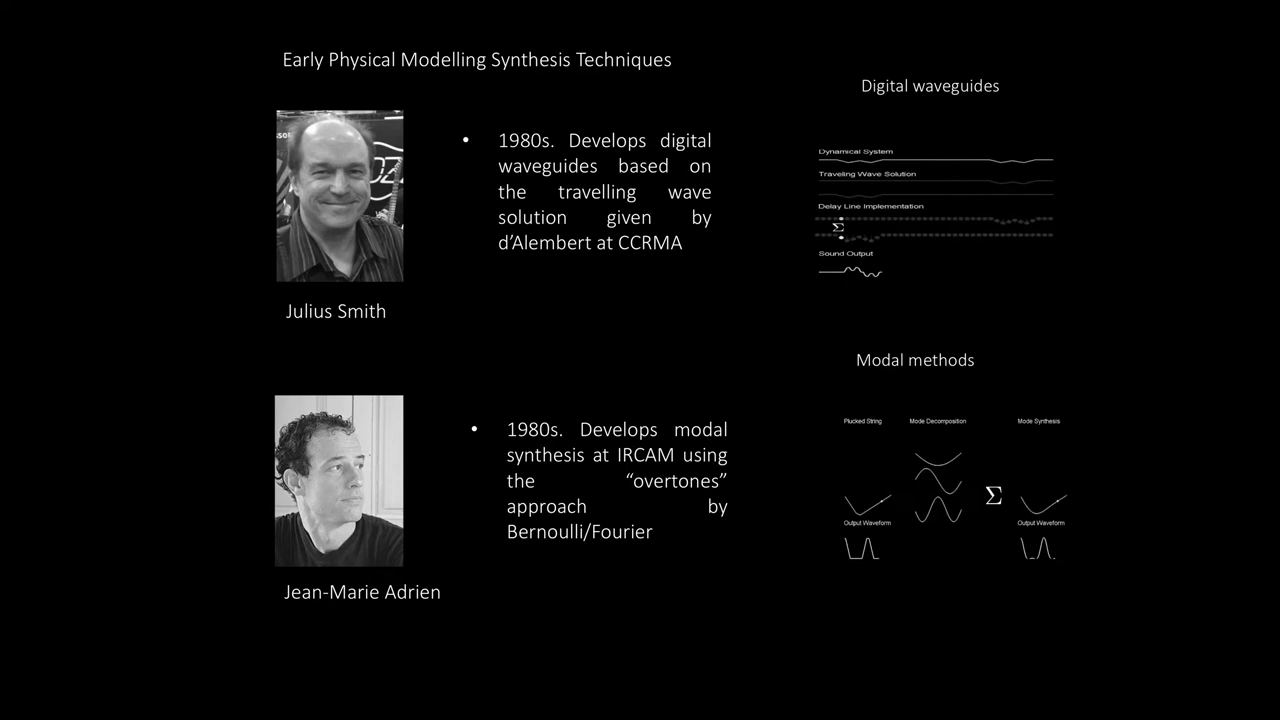 Early Physical Modelling Synthesis Techniques
• 1980s. Develops digital
waveguides based on
the travelling wave
solution given by
d’Alembert at CCRMA
Julius Smith
Digital waveguides
Dynamical System
Traveling Wave Solution
Delay Line Implementation
Σ
Sound Output
• 1980s. Develops modal
synthesis at IRCAM using
the “overtones”
approach by
Bernoulli/Fourier
Jean-Marie Adrien
Modal methods
Plucked String Mode Decomposition Mode Synthesis
Σ
Output Waveform Output Waveform